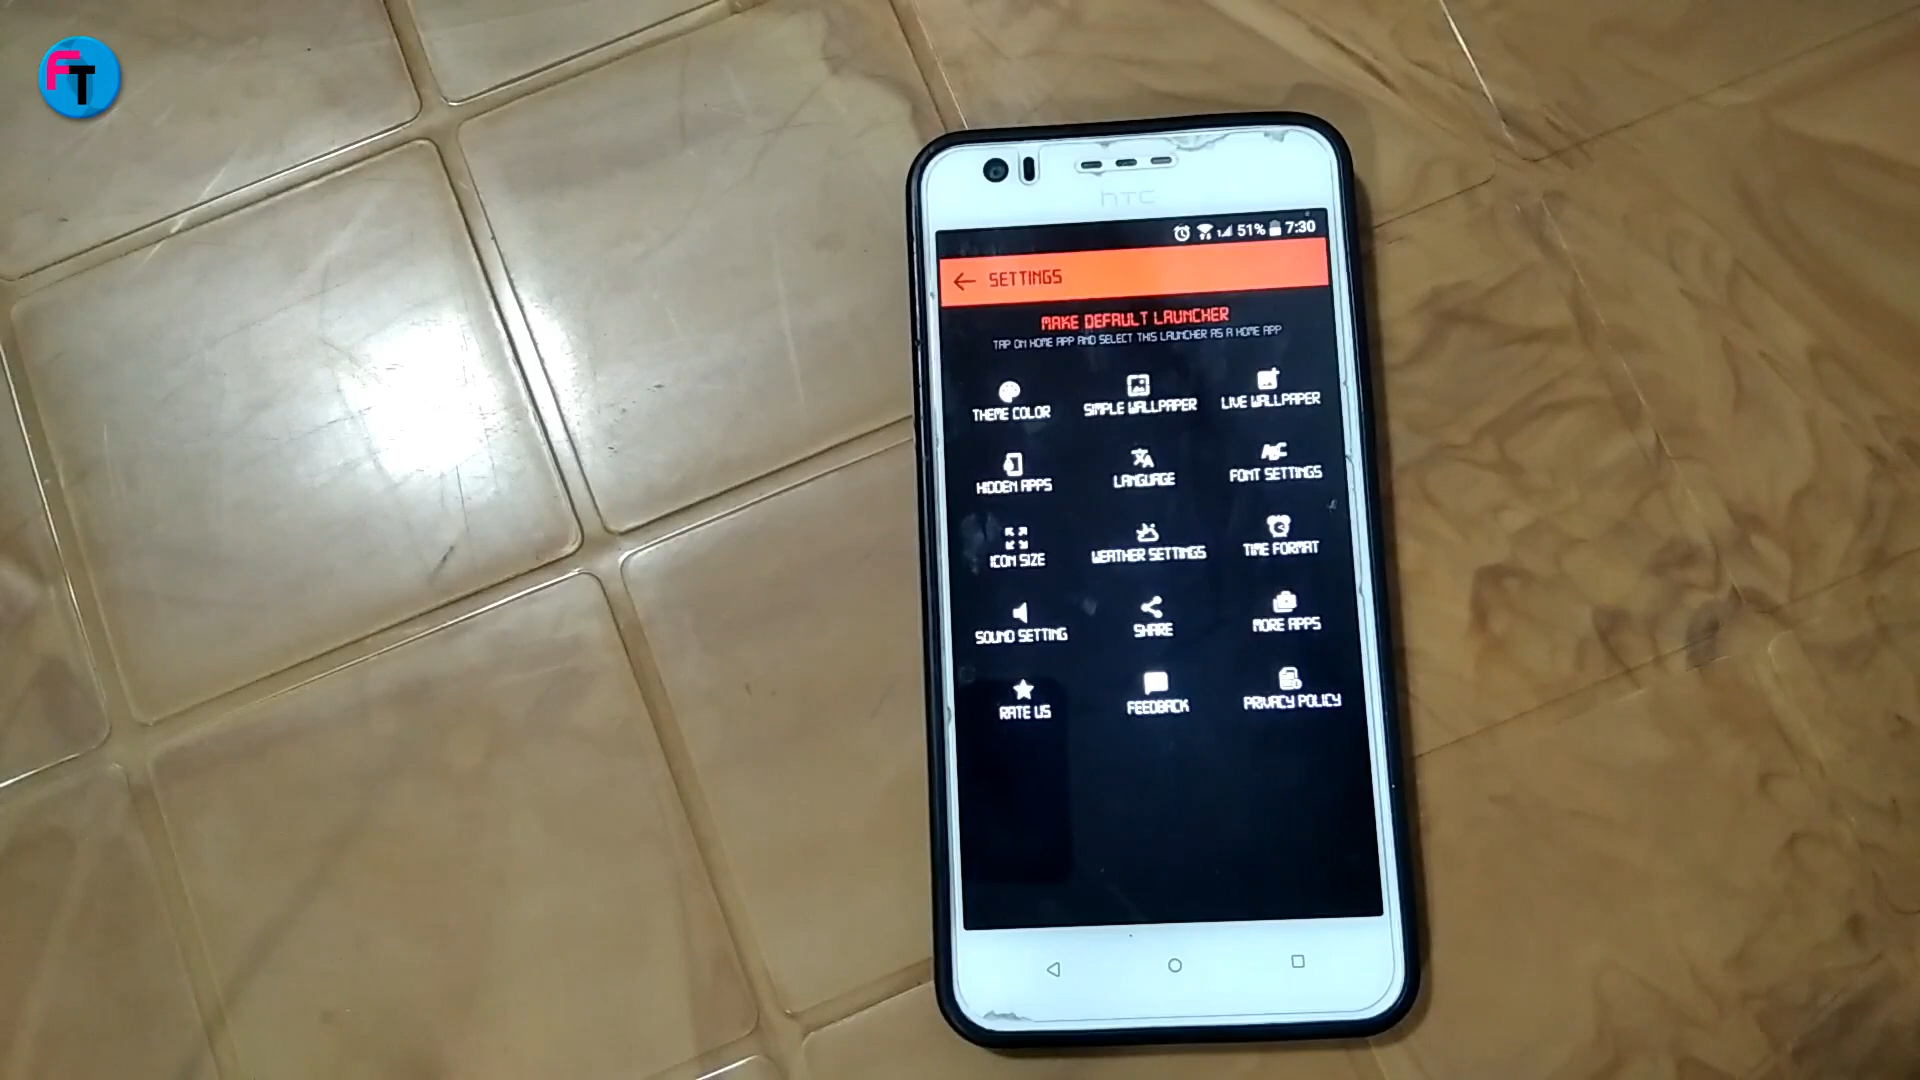 FT
hTC
51% 7:30
SETTINGS
MAKE DEFAULT LAUNCHER
TAP ON HOME APP AND SELECT THIS LAUNCHER AS A HOME APP
THEME COLOR SIMPLE WALLPAPER LIVE WALLPAPER
HIDDEN APPS LANGUAGE FONT SETTINGS
ICON SIZE WEATHER SETTINGS TIME FORMAT
SOUND SETTING SHARE MORE APPS
RATE US FEEDBACK PRIVACY POLICY